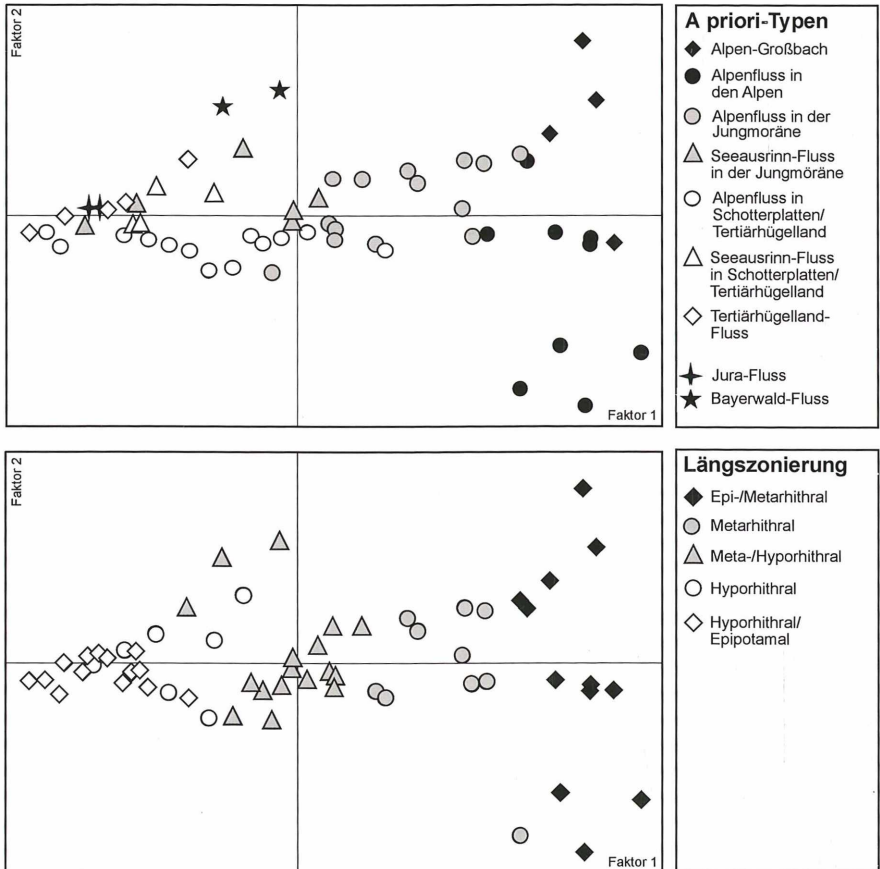 Faktor 2
Faktor 1
A priori-Typen
Alpen-Großbach
Alpenfluss in
den Alpen
Alpenfluss in der
Jungmoräne
Seeausrinn-Fluss
in der Jungmoräne
Alpenfluss in
Schotterplatten/
Tertiärhügelland
Seeausrinn-Fluss
in Schotterplatten/
Tertiärhügelland
Tertiärhügelland-
Fluss
Jura-Fluss
Bayerwald-Fluss
Faktor 2
Faktor 1
Längszonierung
Epi-/Metarhithral
Metarhithral
Meta-/Hyporhithral
Hyporhithral
Hyporhithral/
Epipotamal